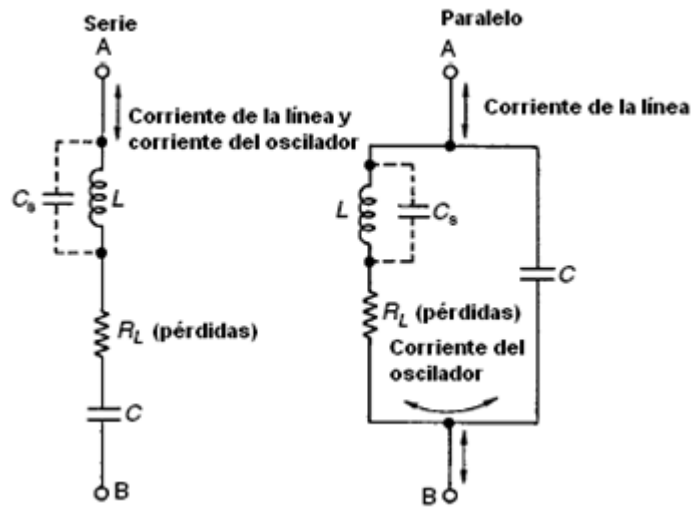 Serie
A
Corriente de la línea y
corriente del oscilador
Cs
L
RL (pérdidas)
C
B
Paralelo
A
Corriente de la línea
L
Cs
C
RL (pérdidas)
Corriente del
oscilador
B